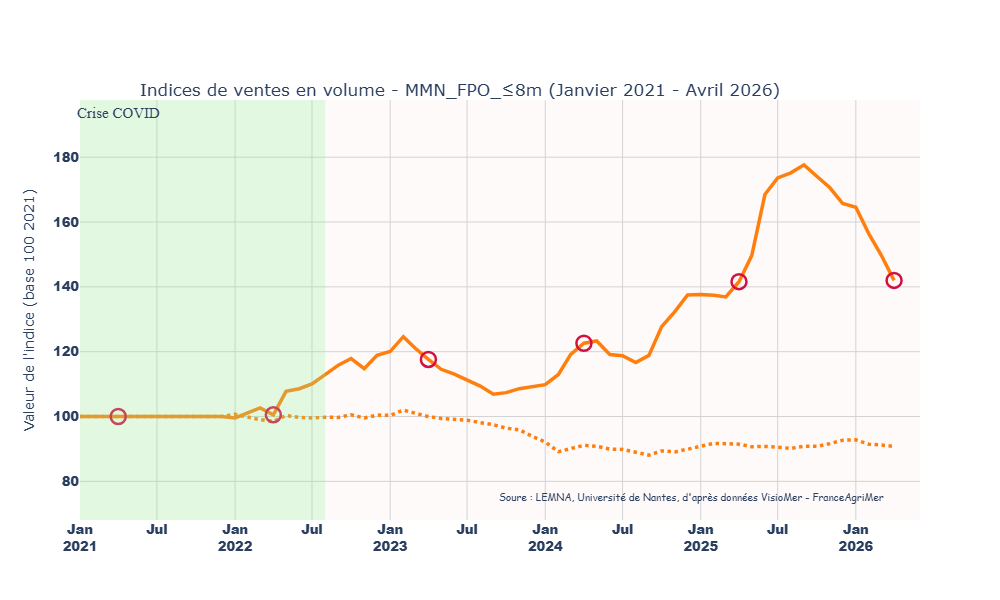 Indices de ventes en volume - MMN_FPO_≤8m (Janvier 2021 - Avril 2026)
Crise COVID
Valeur de l'indice (base 100 2021)
180
160
140
120
100
80
Soure : LEMNA, Université de Nantes, d'après données VisioMer - FranceAgriMer
Jan Jul Jan Jul Jan Jul Jan Jul Jan Jul Jan
2021 2022 2023 2024 2025 2026